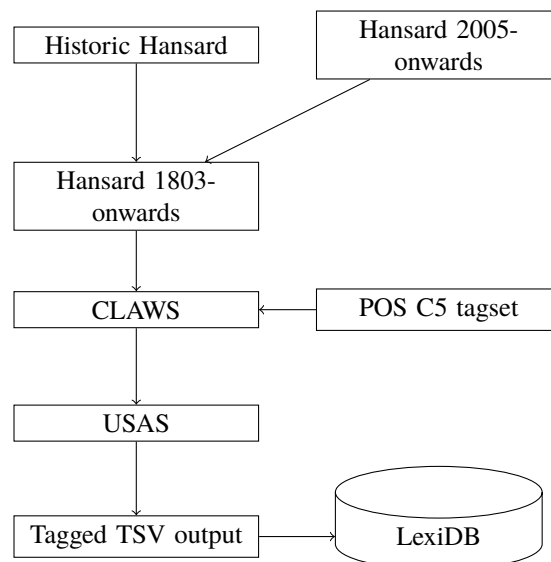 Historic Hansard
Hansard 2005-
onwards
Hansard 1803-
onwards
CLAWS
POS C5 tagset
USAS
Tagged TSV output
LexiDB